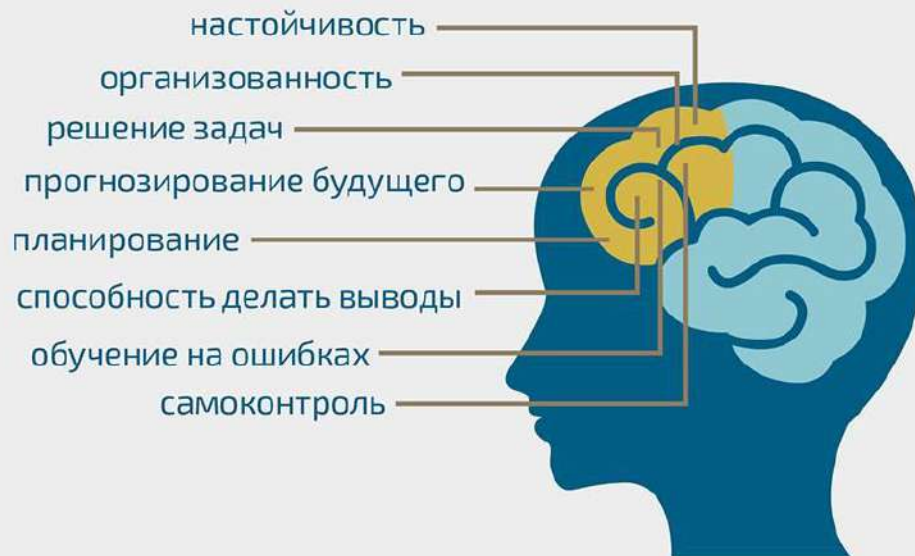 настойчивость
организованность
решение задач
прогнозирование будущего
планирование
способность делать выводы
обучение на ошибках
самоконтроль